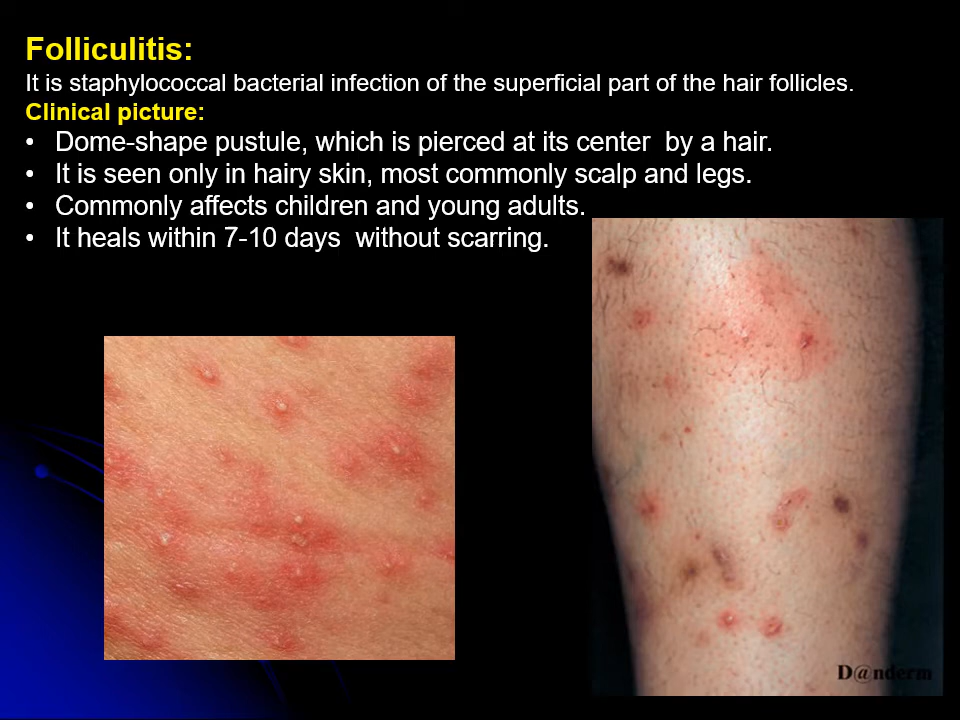 Folliculitis:
It is staphylococcal bacterial infection of the superficial part of the hair follicles.
Clinical picture:
• Dome-shape pustule, which is pierced at its center  by a hair.
• It is seen only in hairy skin, most commonly scalp and legs.
• Commonly affects children and young adults.
• It heals within 7-10 days  without scarring.
D@nderm